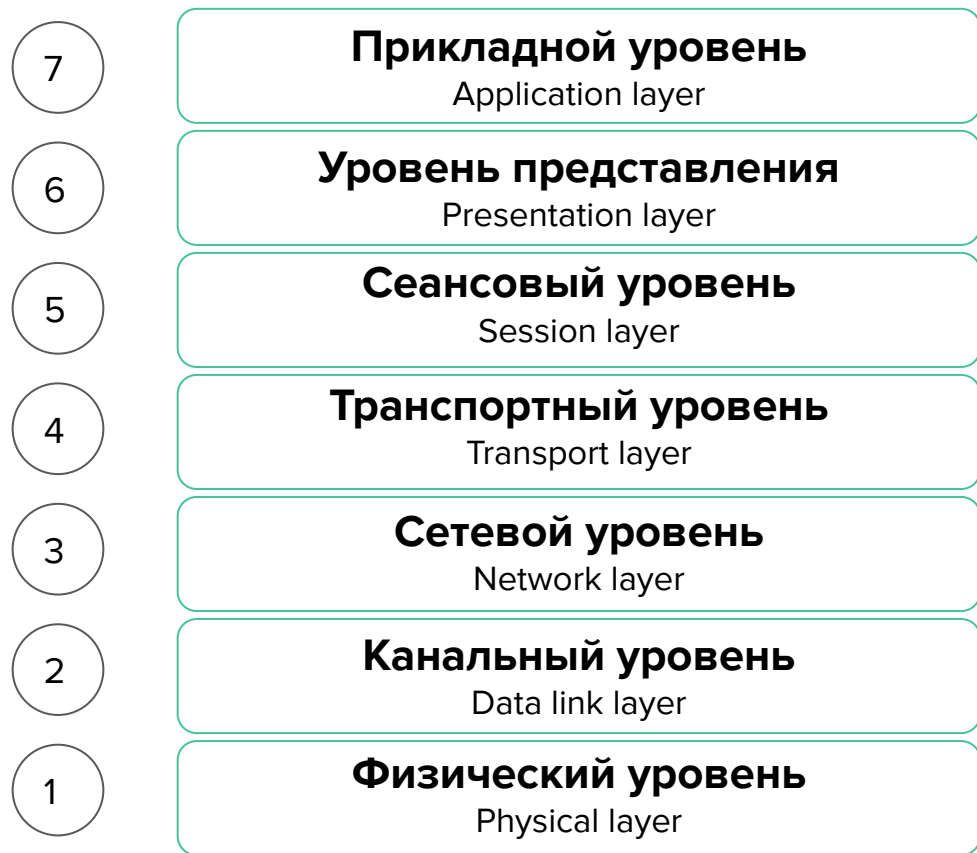 7
Прикладной уровень
Application layer
6
Уровень представления
Presentation layer
5
Сеансовый уровень
Session layer
4
Транспортный уровень
Transport layer
3
Сетевой уровень
Network layer
2
Канальный уровень
Data link layer
1
Физический уровень
Physical layer